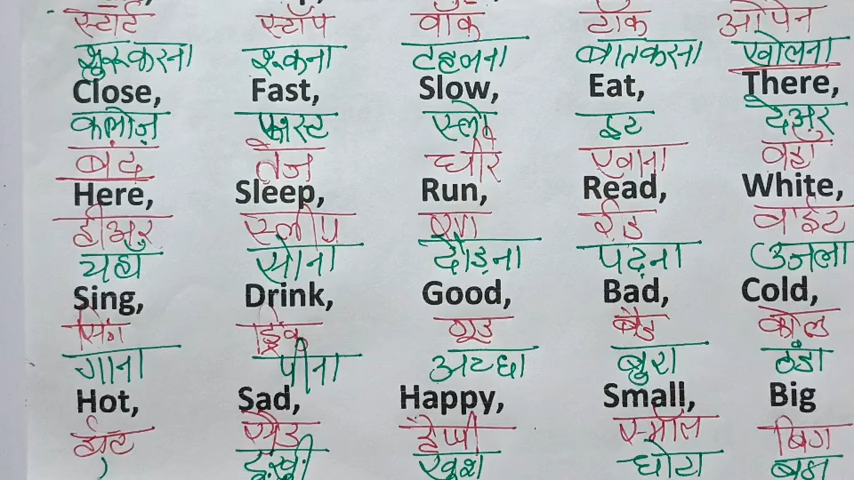 स्टार्ट स्टॉप वॉक टॉक ओपेन
शुरूकरना रूकना टहलना बातकरना खोलना
Close, Fast, Slow, Eat, There,
कलोज़ फास्ट स्लो इट देअर
बंद तेज धीरे खाना वहाँ
Here, Sleep, Run, Read, White,
हीअर स्लीप रन रीड वाईट
यहाँ सोना दौड़ना पढ़ना उजला
Sing, Drink, Good, Bad, Cold,
सिंग ड्रिंक गूड बैड कोल्ड
गाना पीना अच्छा बुरा ठंडा
Hot, Sad, Happy, Small, Big
हॉट सैड हैप्पी स्मॉल बिग
दुःखी खुश छोटा बड़ा